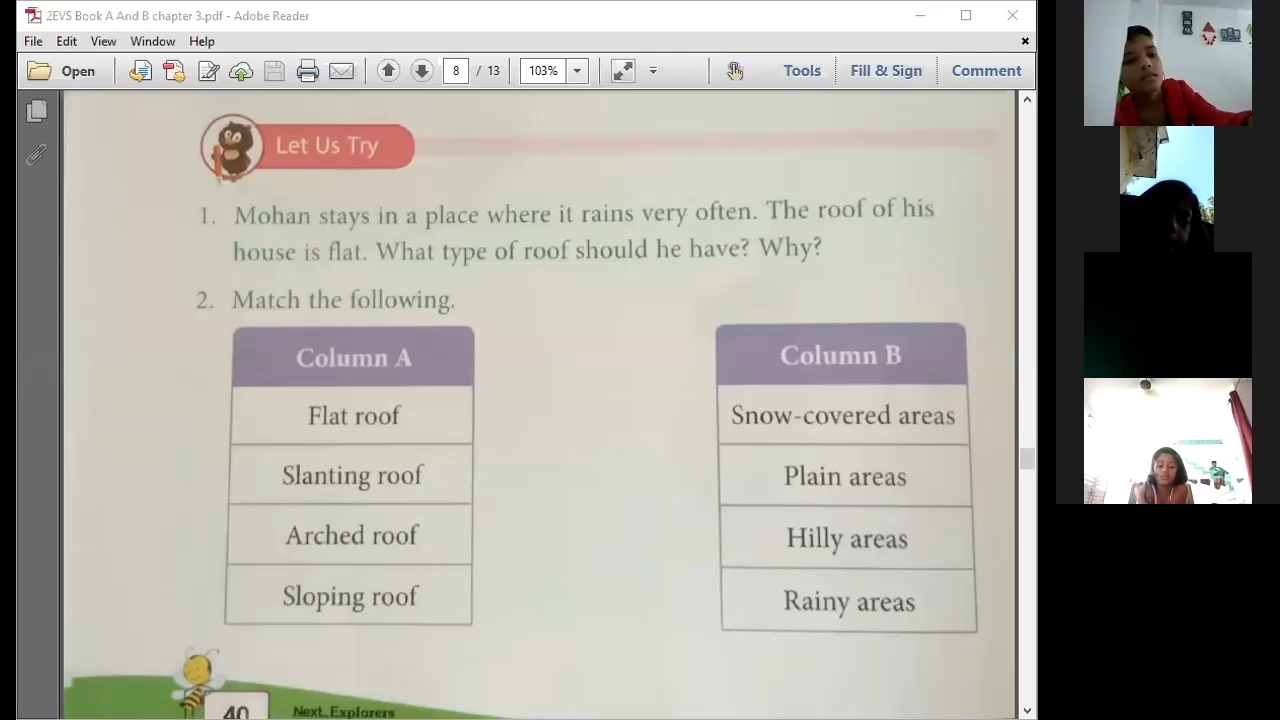 2EVS Book A And B chapter 3.pdf - Adobe Reader
File Edit View Window Help
Open 8 / 13 103% Tools Fill & Sign Comment
Let Us Try
1. Mohan stays in a place where it rains very often. The roof of his
house is flat. What type of roof should he have? Why?
2. Match the following.
Column A Column B
Flat roof Snow-covered areas
Slanting roof Plain areas
Arched roof Hilly areas
Sloping roof Rainy areas
40 Next Explorers